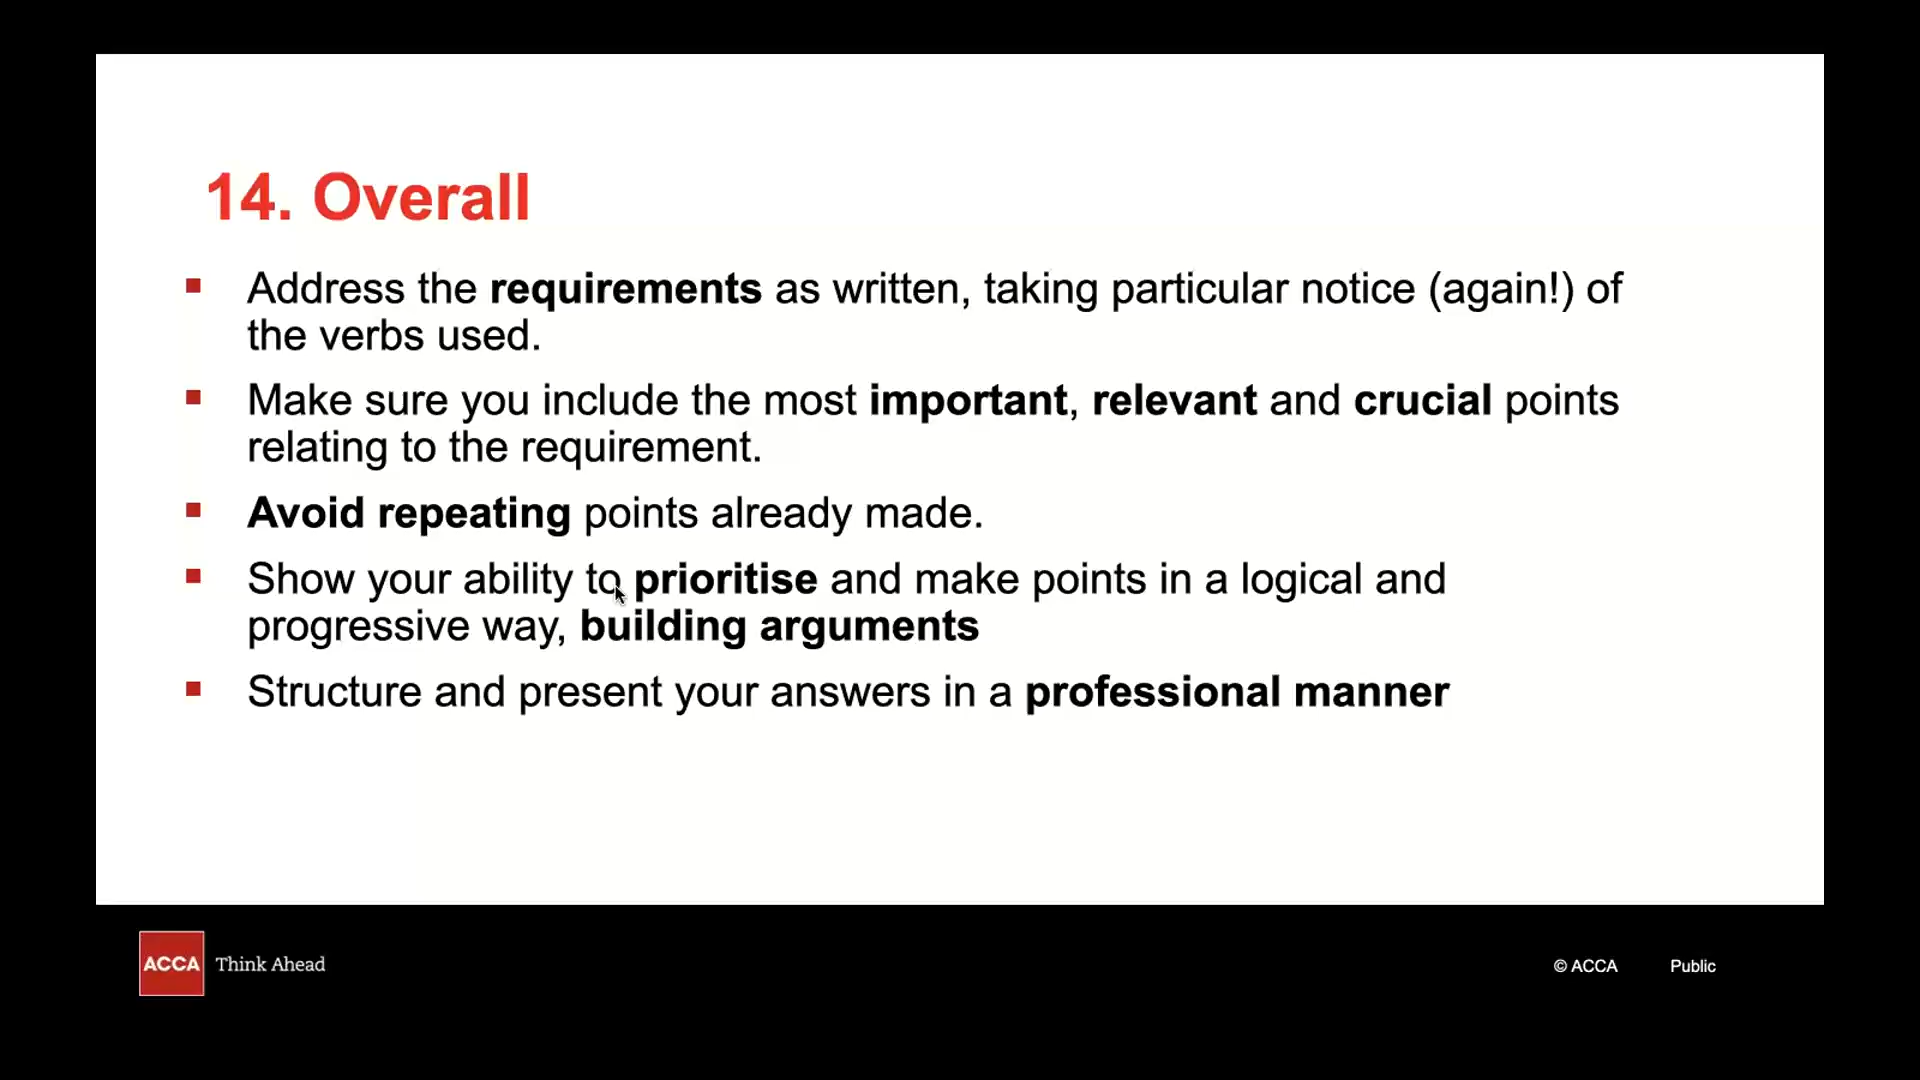 14. Overall
Address the requirements as written, taking particular notice (again!) of
the verbs used.
Make sure you include the most important, relevant and crucial points
relating to the requirement.
Avoid repeating points already made.
Show your ability to prioritise and make points in a logical and
progressive way, building arguments
Structure and present your answers in a professional manner
ACCA Think Ahead
© ACCA Public